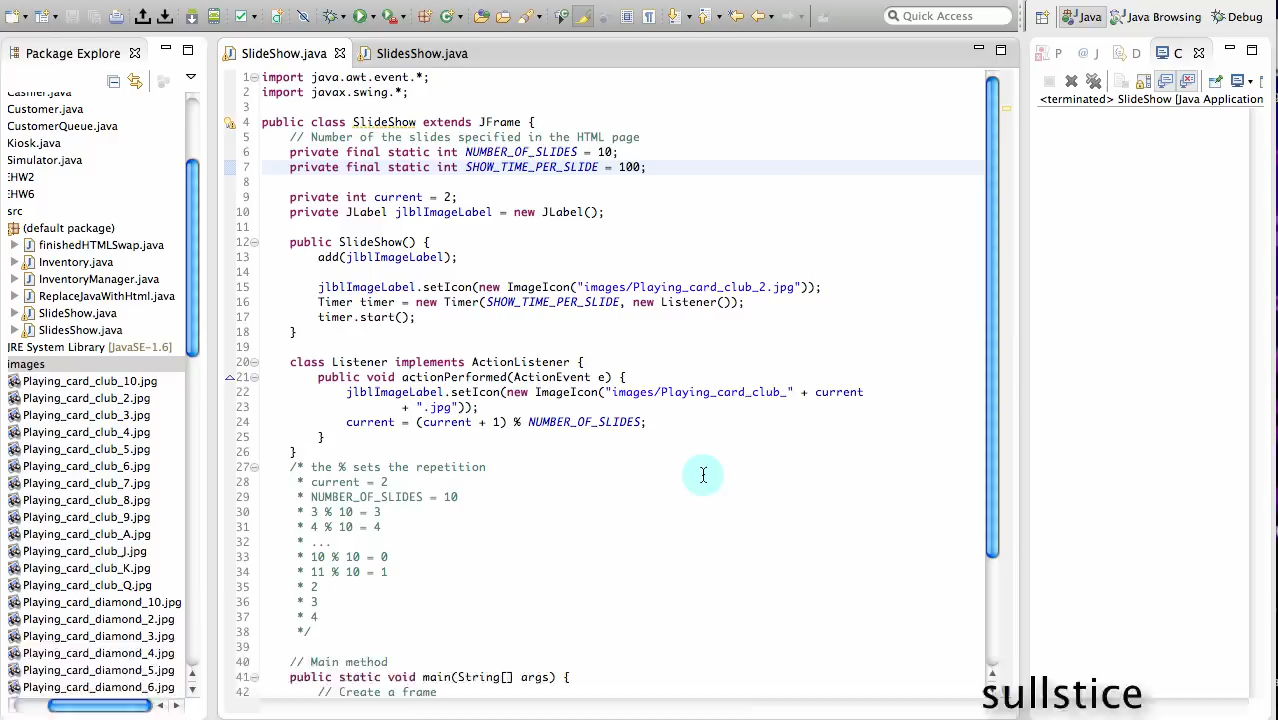 Quick Access
Java
Java Browsing
Debug
Package Explore
SlideShow.java
SlidesShow.java
P
@ J
D
C
<terminated> SlideShow [Java Application
Cashier.java
Customer.java
CustomerQueue.java
Kiosk.java
Simulator.java
EHW2
EHW6
src
(default package)
finishedHTMLSwap.java
Inventory.java
InventoryManager.java
ReplaceJavaWithHtml.java
SlideShow.java
SlidesShow.java
JRE System Library [JavaSE-1.6]
images
Playing_card_club_10.jpg
Playing_card_club_2.jpg
Playing_card_club_3.jpg
Playing_card_club_4.jpg
Playing_card_club_5.jpg
Playing_card_club_6.jpg
Playing_card_club_7.jpg
Playing_card_club_8.jpg
Playing_card_club_9.jpg
Playing_card_club_A.jpg
Playing_card_club_J.jpg
Playing_card_club_K.jpg
Playing_card_club_Q.jpg
Playing_card_diamond_10.jpg
Playing_card_diamond_2.jpg
Playing_card_diamond_3.jpg
Playing_card_diamond_4.jpg
Playing_card_diamond_5.jpg
Playing_card_diamond_6.jpg
1 import java.awt.event.*;
2 import javax.swing.*;
3
4 public class SlideShow extends JFrame {
5 // Number of the slides specified in the HTML page
6 private final static int NUMBER_OF_SLIDES = 10;
7 private final static int SHOW_TIME_PER_SLIDE = 100;
8
9 private int current = 2;
10 private JLabel jlblImageLabel = new JLabel();
11
12 public SlideShow() {
13 add(jlblImageLabel);
14
15 jlblImageLabel.setIcon(new ImageIcon("images/Playing_card_club_2.jpg"));
16 Timer timer = new Timer(SHOW_TIME_PER_SLIDE, new Listener());
17 timer.start();
18 }
19
20 class Listener implements ActionListener {
21 public void actionPerformed(ActionEvent e) {
22 jlblImageLabel.setIcon(new ImageIcon("images/Playing_card_club_" + current
23 + ".jpg"));
24 current = (current + 1) % NUMBER_OF_SLIDES;
25 }
26 }
27 /* the % sets the repetition
28 * current = 2
29 * NUMBER_OF_SLIDES = 10
30 * 3 % 10 = 3
31 * 4 % 10 = 4
32 * ...
33 * 10 % 10 = 0
34 * 11 % 10 = 1
35 * 2
36 * 3
37 * 4
38 */
39
40 // Main method
41 public static void main(String[] args) {
42 // Create a frame
sullstice